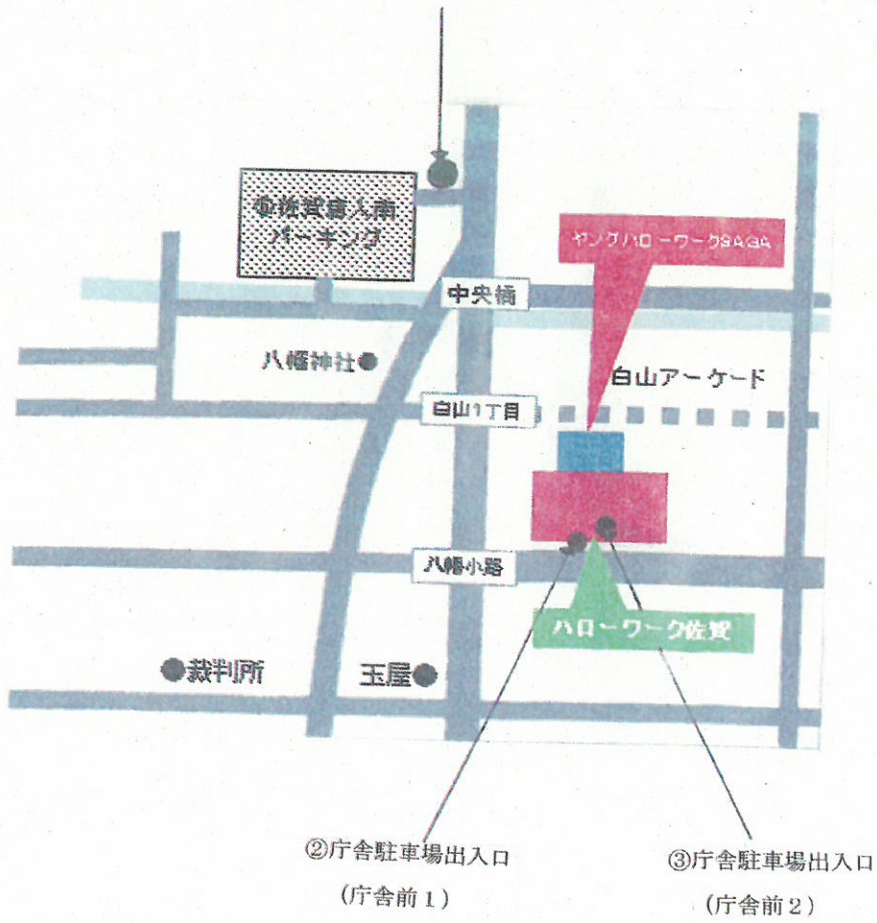 佐賀唐人南
パーキング
ヤングハローワークSAGA
中央橋
八幡神社
白山アーケード
白山1丁目
八幡小路
ハローワーク佐賀
裁判所
玉屋
②庁舎駐車場出入口
(庁舎前1)
③庁舎駐車場出入口
(庁舎前2)